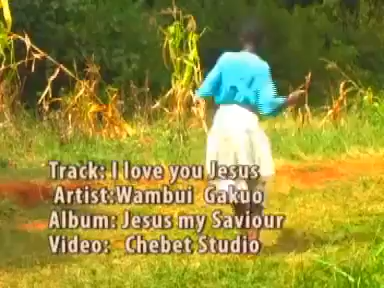 Track: I love you Jesus
Artist:Wambui Gakuo
Album: Jesus my Saviour
Video: Chebet Studio